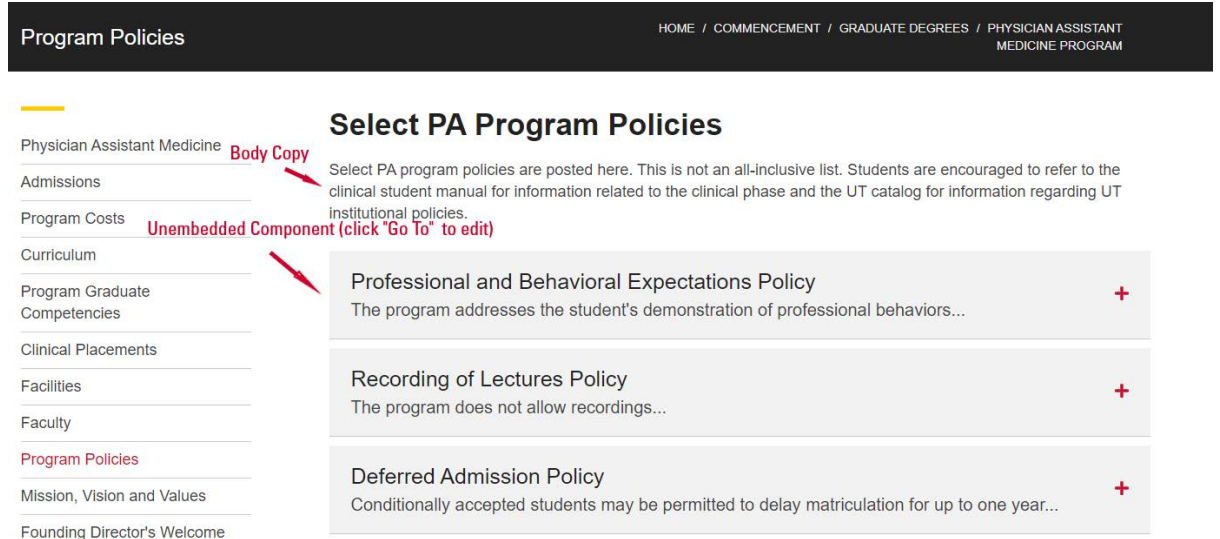 Program Policies
HOME / COMMENCEMENT / GRADUATE DEGREES / PHYSICIAN ASSISTANT
MEDICINE PROGRAM
Physician Assistant Medicine
Admissions
Program Costs
Curriculum
Program Graduate
Competencies
Clinical Placements
Facilities
Faculty
Program Policies
Mission, Vision and Values
Founding Director's Welcome
Select PA Program Policies
Body Copy
Select PA program policies are posted here. This is not an all-inclusive list. Students are encouraged to refer to the
clinical student manual for information related to the clinical phase and the UT catalog for information regarding UT
institutional policies.
Unembedded Component (click "Go To" to edit)
Professional and Behavioral Expectations Policy
The program addresses the student's demonstration of professional behaviors...
Recording of Lectures Policy
The program does not allow recordings...
Deferred Admission Policy
Conditionally accepted students may be permitted to delay matriculation for up to one year...